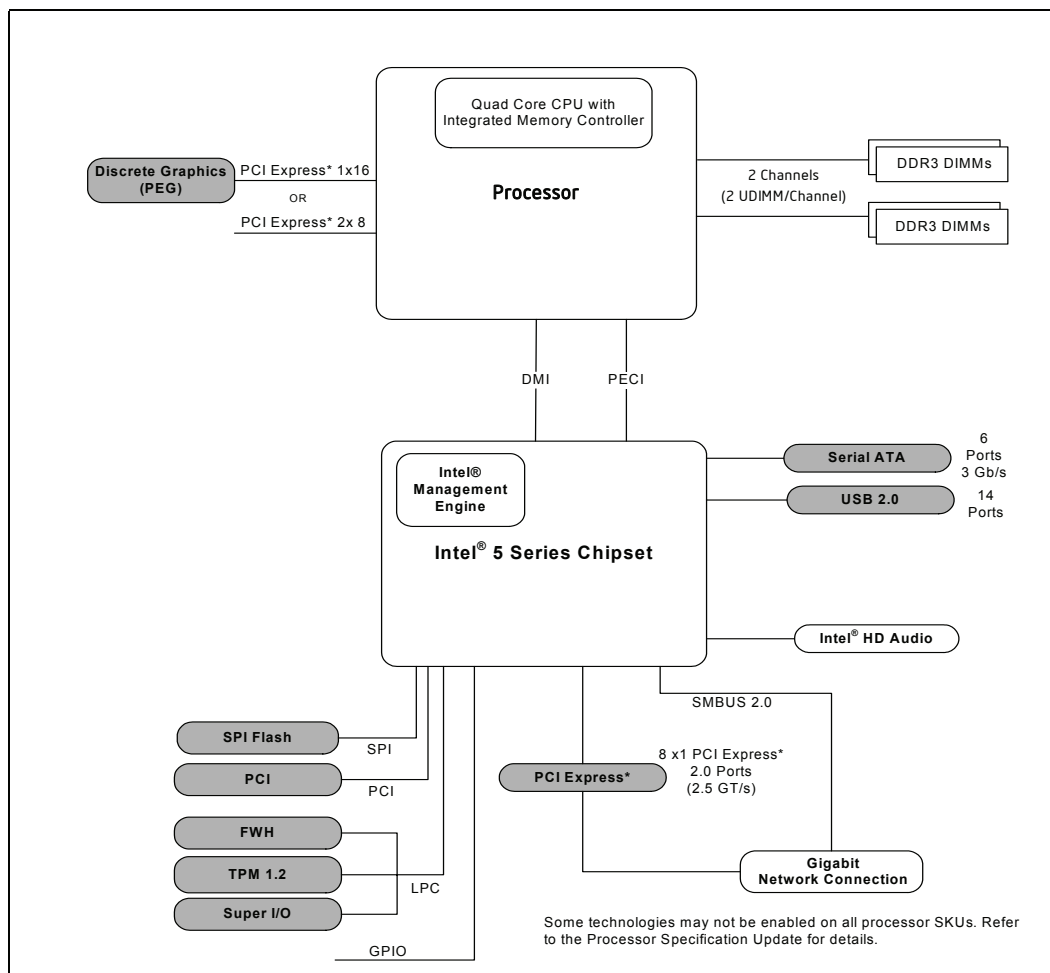 Quad Core CPU with
Integrated Memory Controller
Processor
Discrete Graphics
(PEG)
PCI Express* 1x16
OR
PCI Express* 2x 8
2 Channels
(2 UDIMM/Channel)
DDR3 DIMMs
DDR3 DIMMs
DMI
PECI
Intel®
Management
Engine
Intel® 5 Series Chipset
Serial ATA
6
Ports
3 Gb/s
USB 2.0
14
Ports
Intel® HD Audio
SMBUS 2.0
SPI Flash
SPI
PCI
PCI
FWH
TPM 1.2
LPC
Super I/O
GPIO
PCI Express*
8 x1 PCI Express*
2.0 Ports
(2.5 GT/s)
Gigabit
Network Connection
Some technologies may not be enabled on all processor SKUs. Refer
to the Processor Specification Update for details.